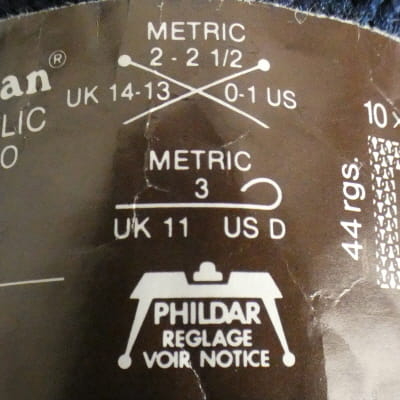 METRIC
2 - 2 1/2
an®
UK 14-13 0-1 US
LIC
10×
O
METRIC
3
44 rgs.
UK 11 US D
PHILDAR
REGLAGE
VOIR NOTICE